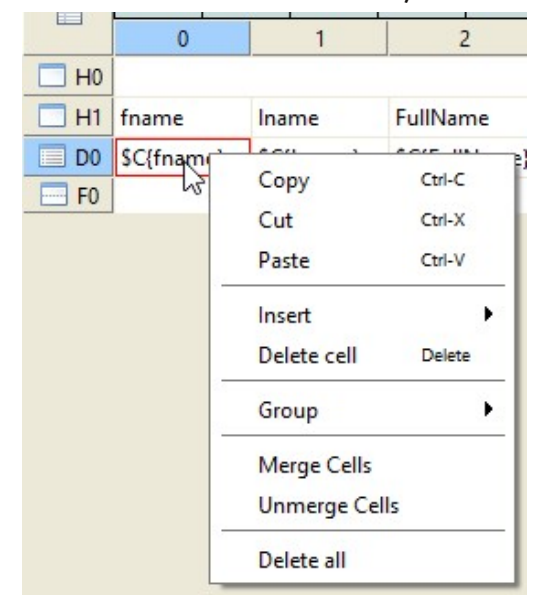 0 1 2
H0
H1 fname lname FullName
D0 $C{fname}
F0
Copy Ctrl-C
Cut Ctrl-X
Paste Ctrl-V
Insert
Delete cell Delete
Group
Merge Cells
Unmerge Cells
Delete all